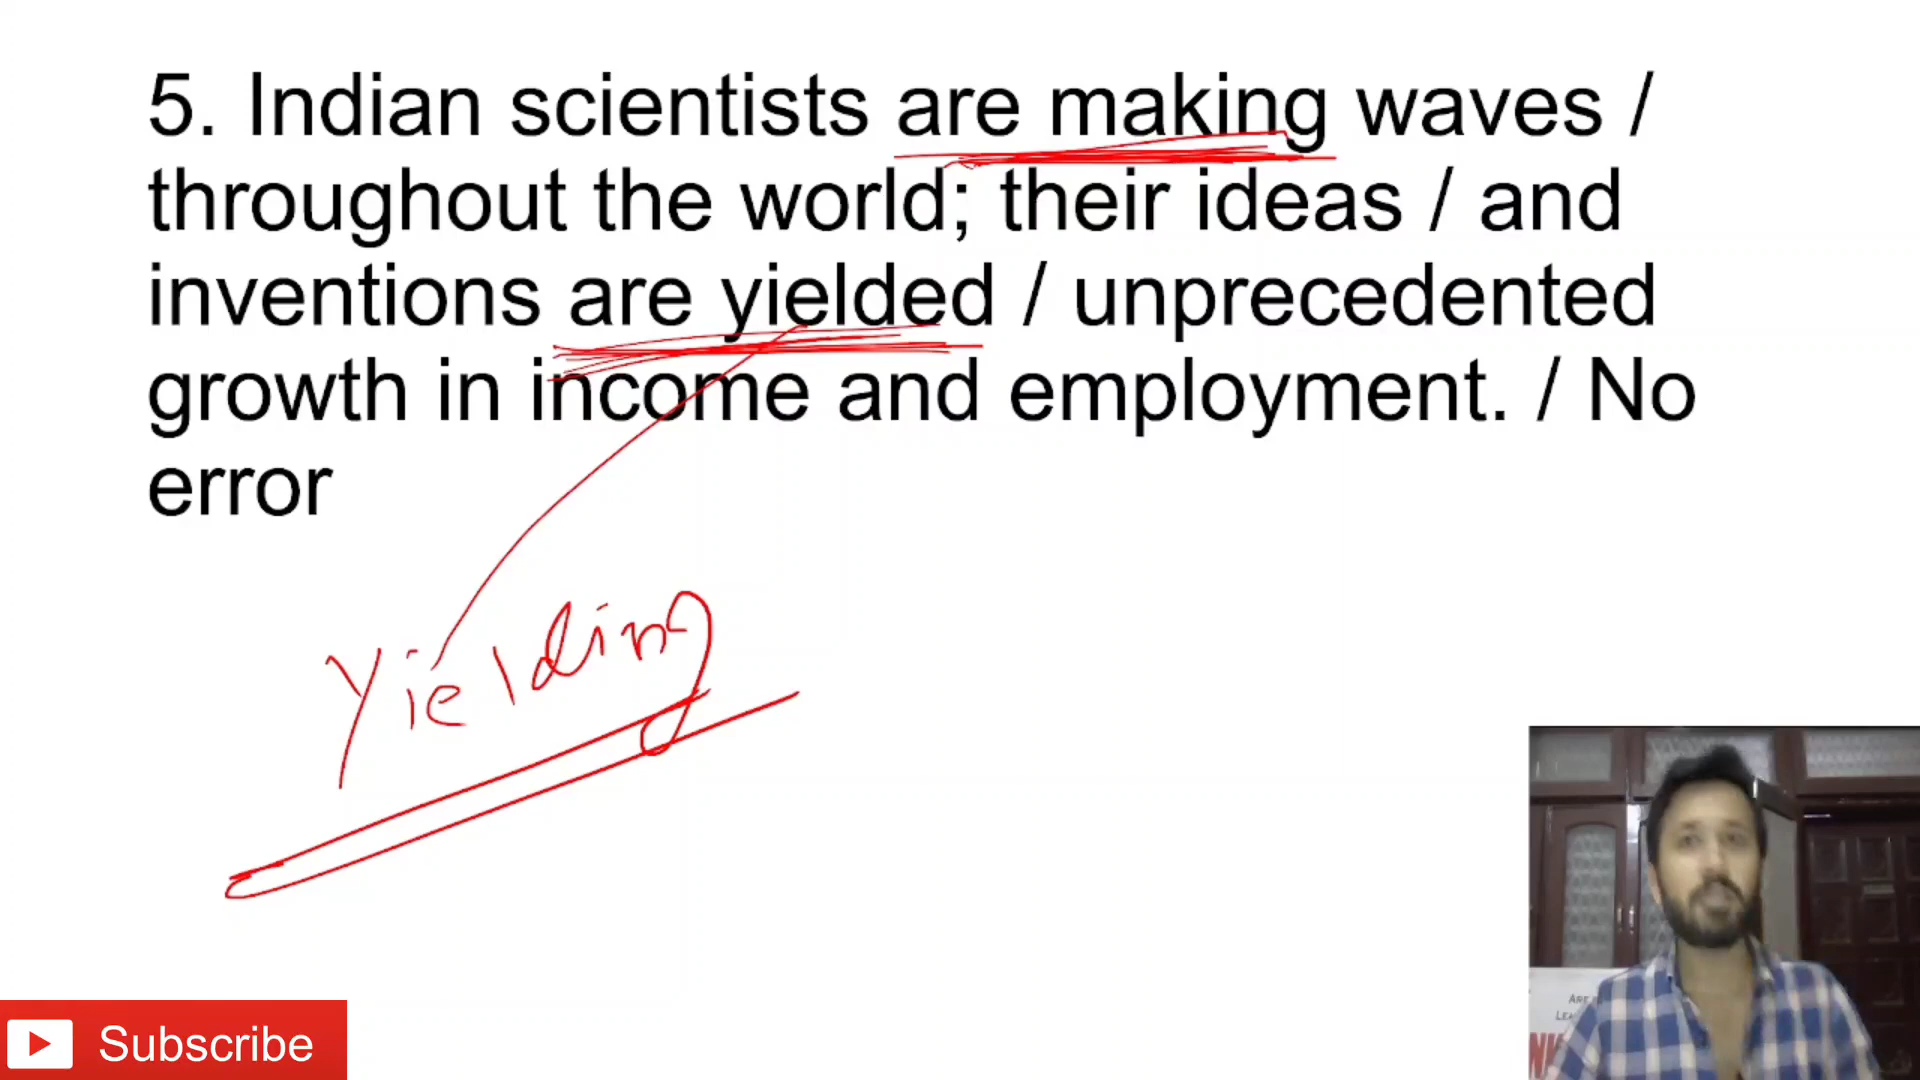 5. Indian scientists are making waves /
throughout the world; their ideas / and
inventions are yielded / unprecedented
growth in income and employment. / No
error
Yielding
Subscribe